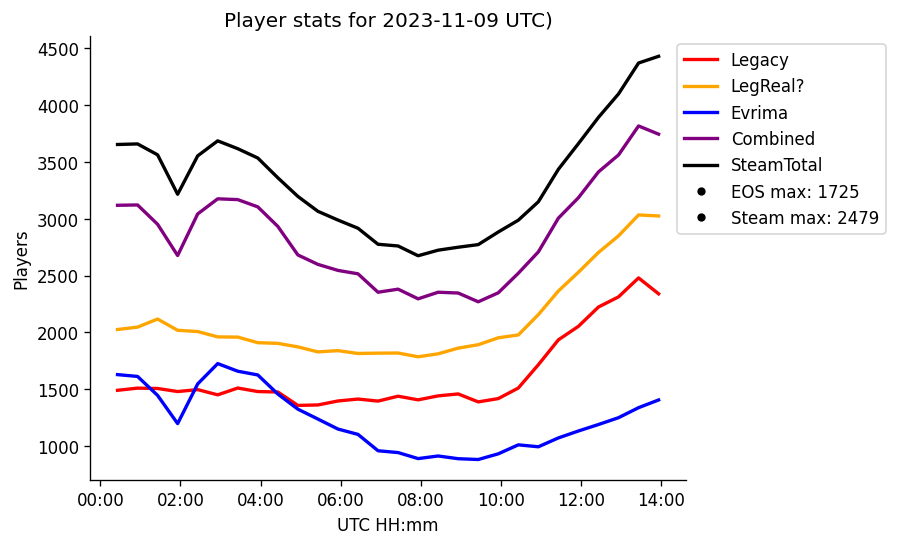 Player stats for 2023-11-09 UTC)
4500
4000
3500
3000
2500
2000
1500
1000
Players
00:00 02:00 04:00 06:00 08:00 10:00 12:00 14:00
UTC HH:mm
Legacy
LegReal?
Evrima
Combined
SteamTotal
EOS max: 1725
Steam max: 2479